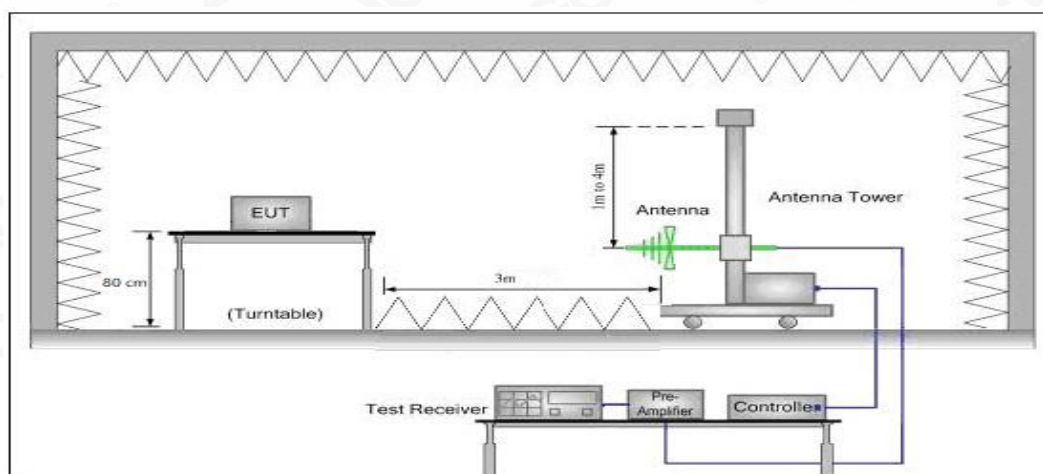 1m to 4m
Antenna Tower
Antenna
EUT
80 cm
3m
(Turntable)
Test Receiver
Pre-
Amplifier
Controlle